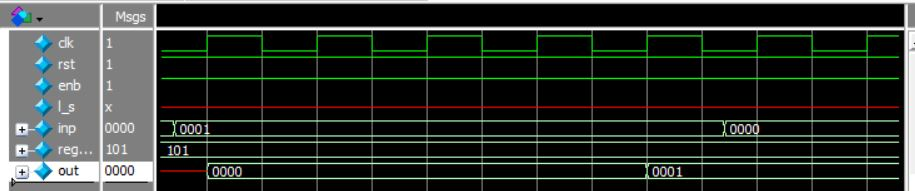 Msgs
clk 1
rst 1
enb 1
l_s x
inp 0000 0001 0000
reg... 101 101
out 0000 0000 0001